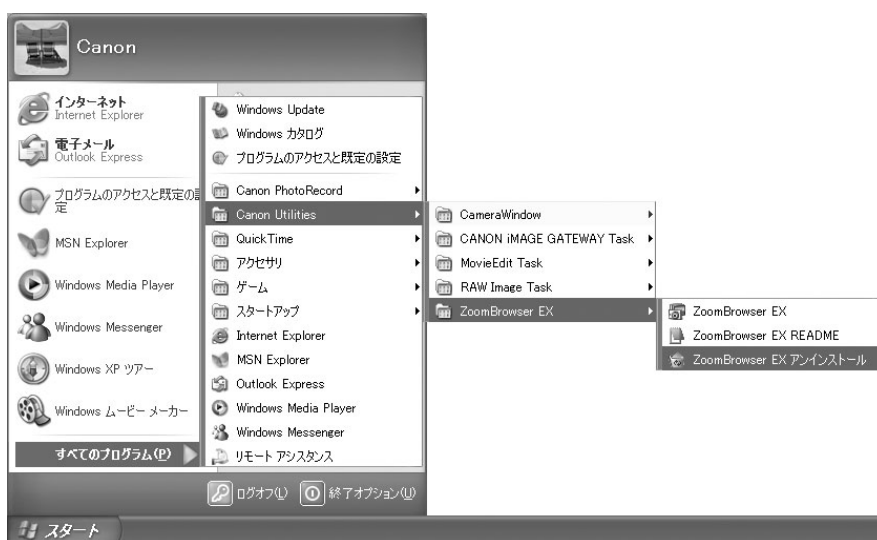 Canon
インターネット
Internet Explorer
電子メール
Outlook Express
プログラムのアクセスと既定の設
定
MSN Explorer
Windows Media Player
Windows Messenger
Windows XP ツアー
Windows ムービー メーカー
すべてのプログラム(P)
Windows Update
Windows カタログ
プログラムのアクセスと既定の設定
Canon PhotoRecord
Canon Utilities
QuickTime
アクセサリ
ゲーム
スタートアップ
Internet Explorer
MSN Explorer
Outlook Express
Windows Media Player
Windows Messenger
リモート アシスタンス
CameraWindow
CANON iMAGE GATEWAY Task
MovieEdit Task
RAW Image Task
ZoomBrowser EX
ZoomBrowser EX
ZoomBrowser EX README
ZoomBrowser EX アンインストール
ログオフ(L)
終了オプション(U)
スタート